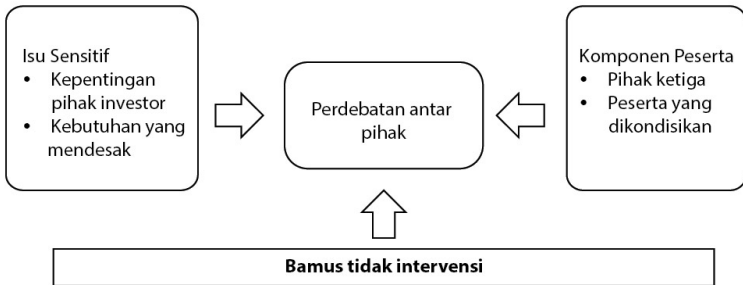 Isu Sensitif
• Kepentingan
pihak investor
• Kebutuhan yang
mendesak
Perdebatan antar
pihak
Komponen Peserta
• Pihak ketiga
• Peserta yang
dikondisikan
Bamus tidak intervensi